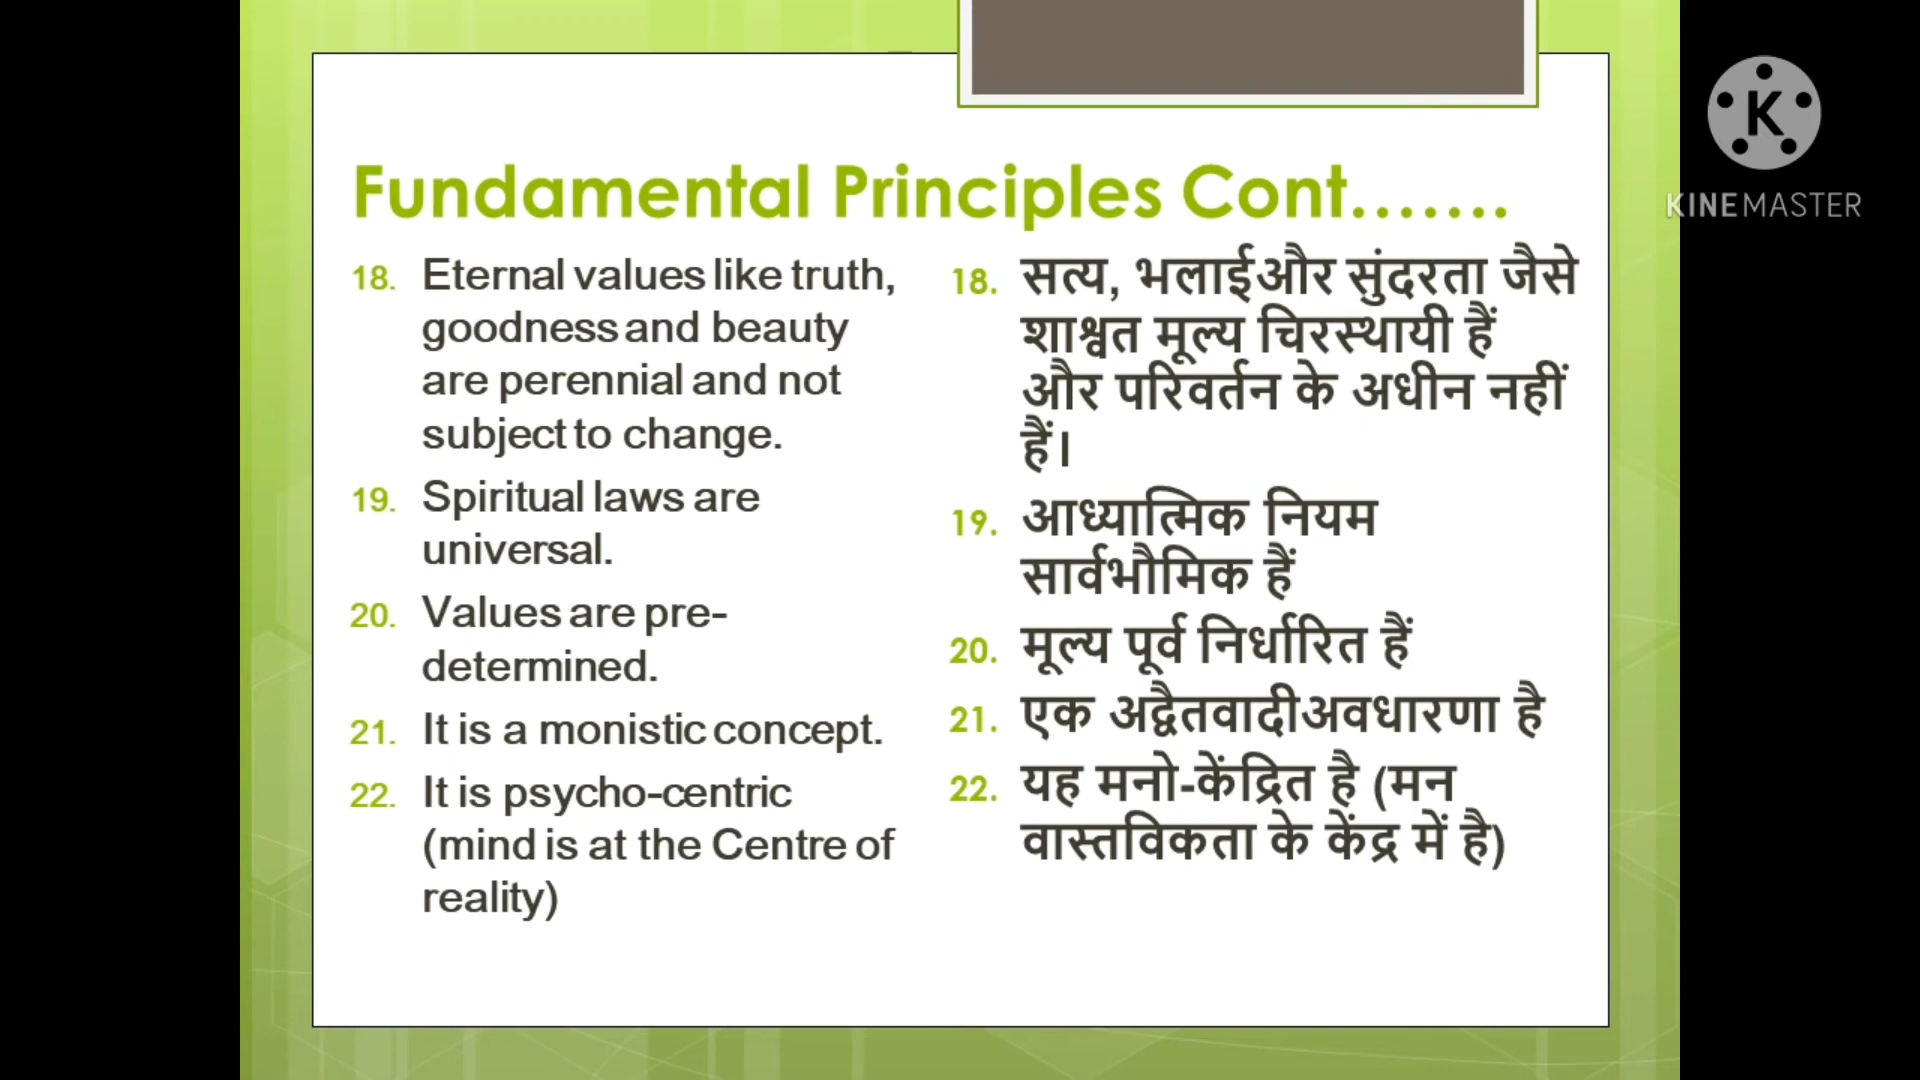 Fundamental Principles Cont.......
18. Eternal values like truth,
goodness and beauty
are perennial and not
subject to change.
19. Spiritual laws are
universal.
20. Values are pre-
determined.
21. It is a monistic concept.
22. It is psycho-centric
(mind is at the Centre of
reality)
18. सत्य, भलाईऔर सुंदरता जैसे
शाश्वत मूल्य चिरस्थायी हैं
और परिवर्तन के अधीन नहीं
हैं।
19. आध्यात्मिक नियम
सार्वभौमिक हैं
20. मूल्य पूर्व निर्धारित हैं
21. एक अद्वैतवादीअवधारणा है
22. यह मनो-केंद्रित है (मन
वास्तविकता के केंद्र में है)
K
KINEMASTER